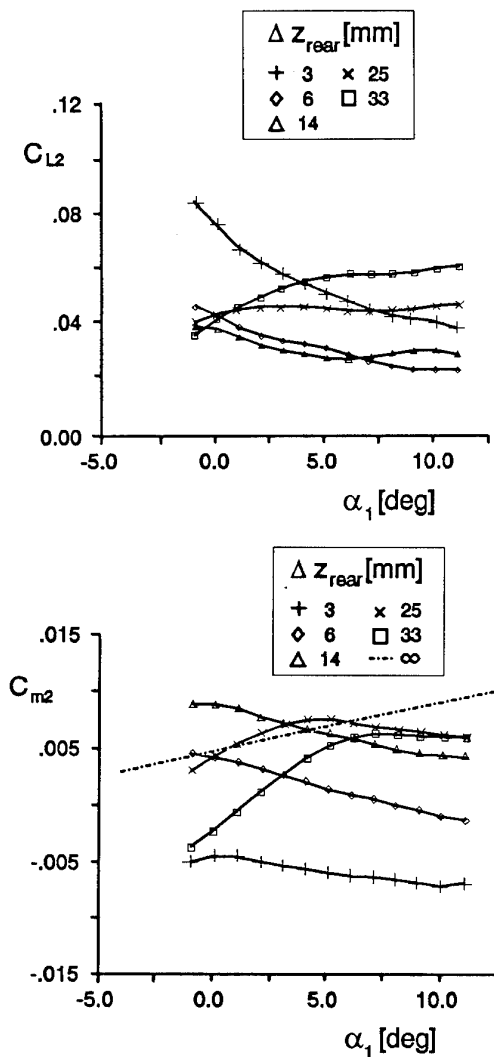 Δ z_rear [mm]
+ 3 × 25
◇ 6 □ 33
△ 14
.12
C_L2
.08
.04
0.00
-5.0 0.0 5.0 10.0
α_1 [deg]
Δ z_rear [mm]
+ 3 × 25
◇ 6 □ 33
△ 14 -·-·- ∞
.015
C_m2
.005
-.005
-.015
-5.0 0.0 5.0 10.0
α_1 [deg]